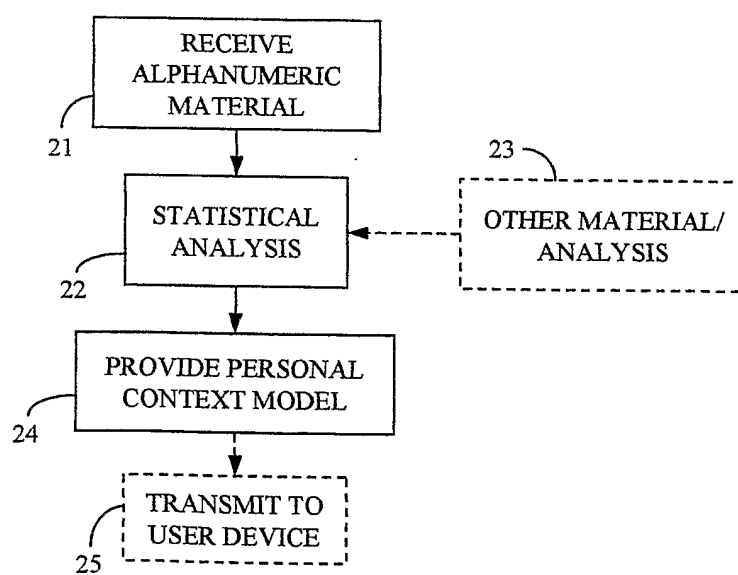 RECEIVE
ALPHANUMERIC
MATERIAL
21
23
STATISTICAL
ANALYSIS
22
OTHER MATERIAL/
ANALYSIS
PROVIDE PERSONAL
CONTEXT MODEL
24
TRANSMIT TO
USER DEVICE
25